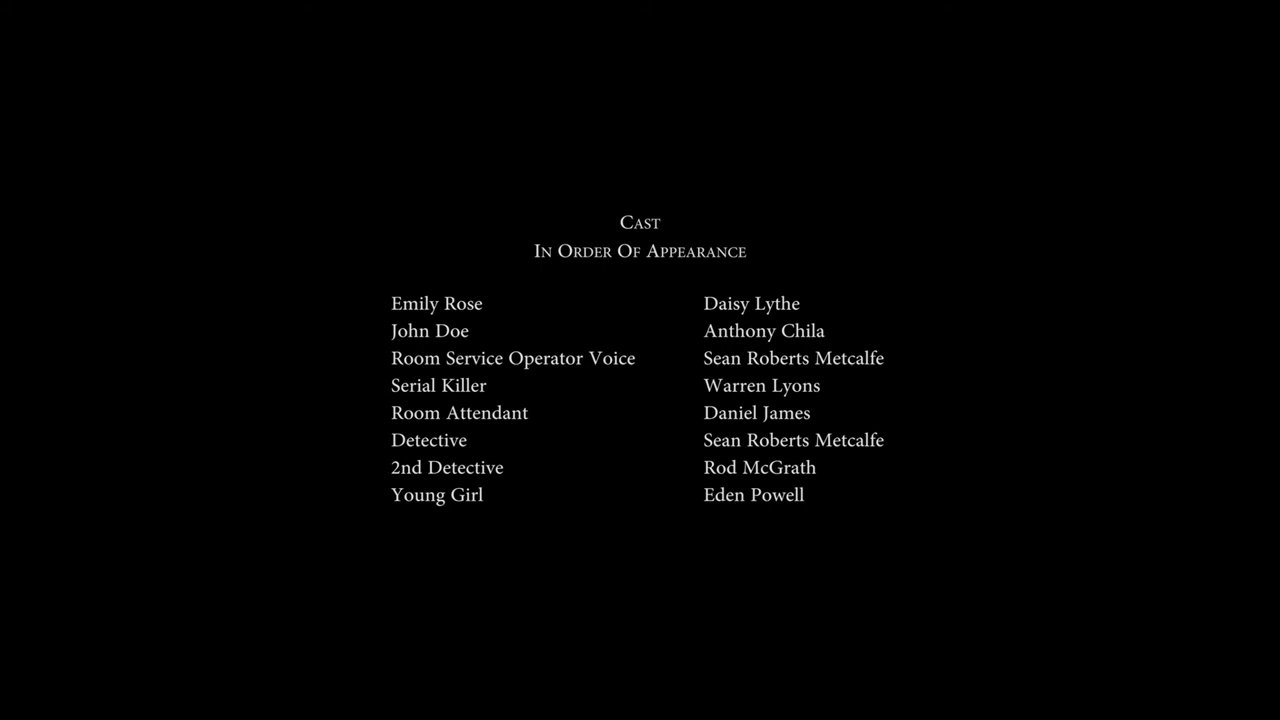 Cast
In Order Of Appearance
Emily Rose Daisy Lythe
John Doe Anthony Chila
Room Service Operator Voice Sean Roberts Metcalfe
Serial Killer Warren Lyons
Room Attendant Daniel James
Detective Sean Roberts Metcalfe
2nd Detective Rod McGrath
Young Girl Eden Powell